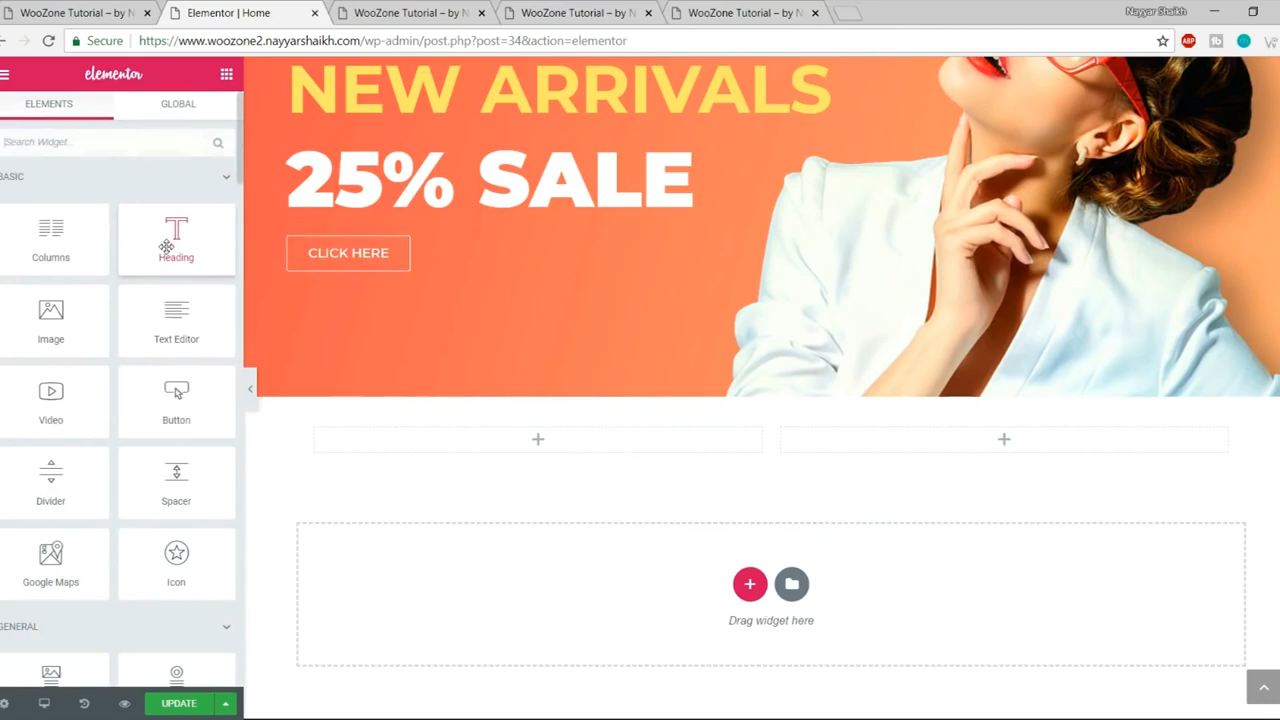 WooZone Tutorial – by N
Elementor | Home
WooZone Tutorial – by N
WooZone Tutorial – by N
WooZone Tutorial – by N
Nayyar Shaikh
Secure
https://www.woozone2.nayyarshaikh.com/wp-admin/post.php?post=34&action=elementor
ABP
elementor
ELEMENTS
GLOBAL
Search Widget...
BASIC
Columns
Heading
Image
Text Editor
Video
Button
Divider
Spacer
Google Maps
Icon
GENERAL
UPDATE
NEW ARRIVALS
25% SALE
CLICK HERE
Drag widget here